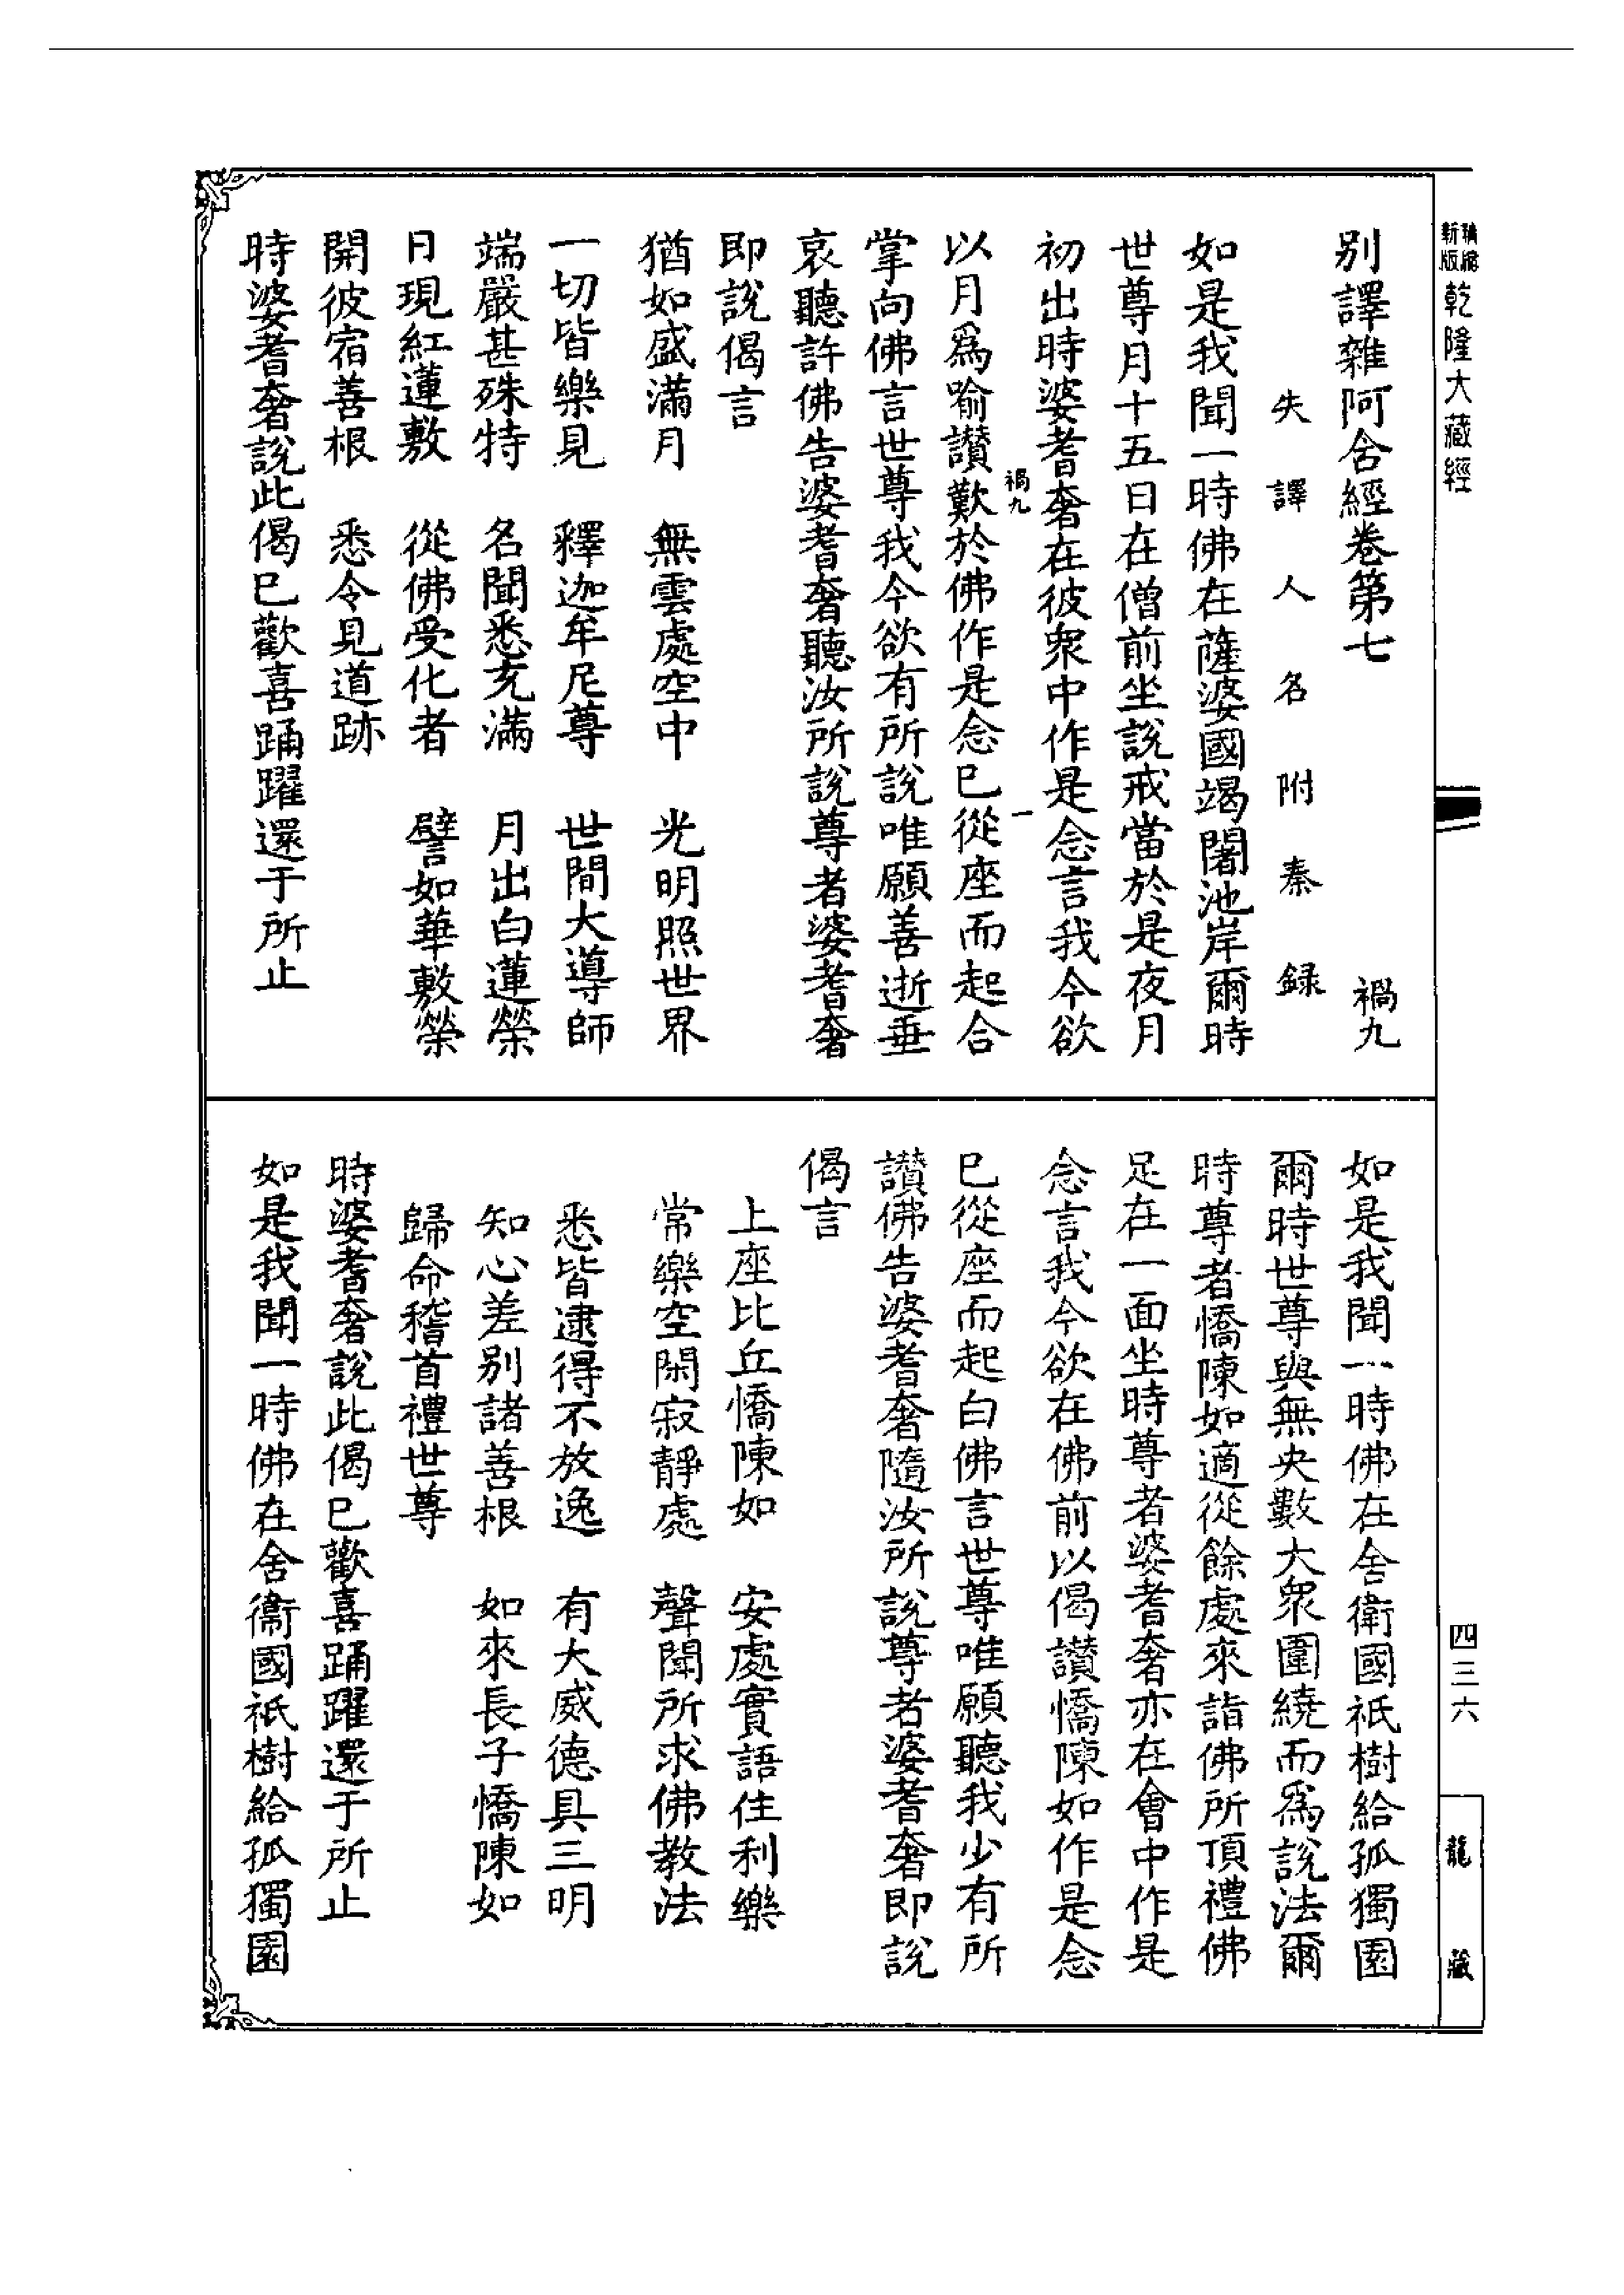 精縮新版乾隆大藏經
別譯雜阿含經卷第七 禍九
失譯人名附秦錄
如是我聞一時佛在薩婆國竭闍池岸爾時
世尊月十五日在僧前坐說戒當於是夜月
初出時婆耆奢在彼眾中作是念言我今欲
禍九 一
以月爲喻讚歎於佛作是念已從座而起合
掌向佛言世尊我今欲有所說唯願善逝垂
哀聽許佛告婆耆奢聽汝所說尊者婆耆奢
即說偈言
猶如盛滿月 無雲處空中 光明照世界
一切皆樂見 釋迦牟尼尊 世間大導師
端嚴甚殊特 名聞悉充滿 月出白蓮榮
日現紅蓮敷 從佛受化者 譬如華敷榮
開彼宿善根 悉令見道跡
時婆耆奢說此偈已歡喜踊躍還于所止
如是我聞一時佛在舍衛國祇樹給孤獨園
爾時世尊與無央數大眾圍繞而爲說法爾
時尊者憍陳如適從餘處來詣佛所頂禮佛
足在一面坐時尊者婆耆奢亦在會中作是
念言我今欲在佛前以偈讚憍陳如作是念
已從座而起白佛言世尊唯願聽我少有所
讚佛告婆耆奢隨汝所說尊者婆耆奢即說
偈言
上座比丘憍陳如 安處實語住利樂
常樂空閑寂靜處 聲聞所求佛教法
悉皆逮得不放逸 有大威德具三明
知心差別諸善根 如來長子憍陳如
歸命稽首禮世尊
時婆耆奢說此偈已歡喜踊躍還于所止
如是我聞一時佛在舍衛國祇樹給孤獨園
四三六
龍藏